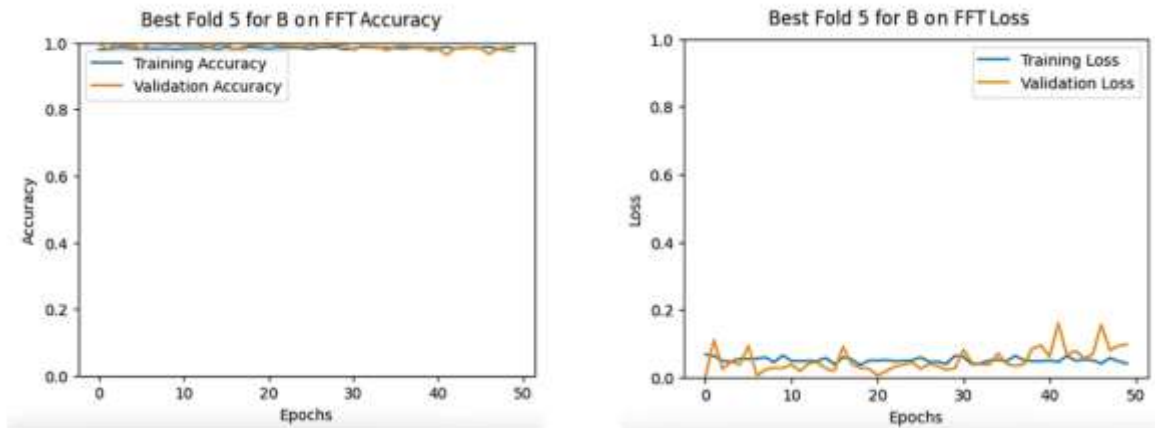 Best Fold 5 for B on FFT Accuracy
1.0
0.8
0.6
0.4
0.2
0.0
Accuracy
Training Accuracy
Validation Accuracy
0 10 20 30 40 50
Epochs
Best Fold 5 for B on FFT Loss
1.0
0.8
0.6
0.4
0.2
0.0
Loss
Training Loss
Validation Loss
0 10 20 30 40 50
Epochs